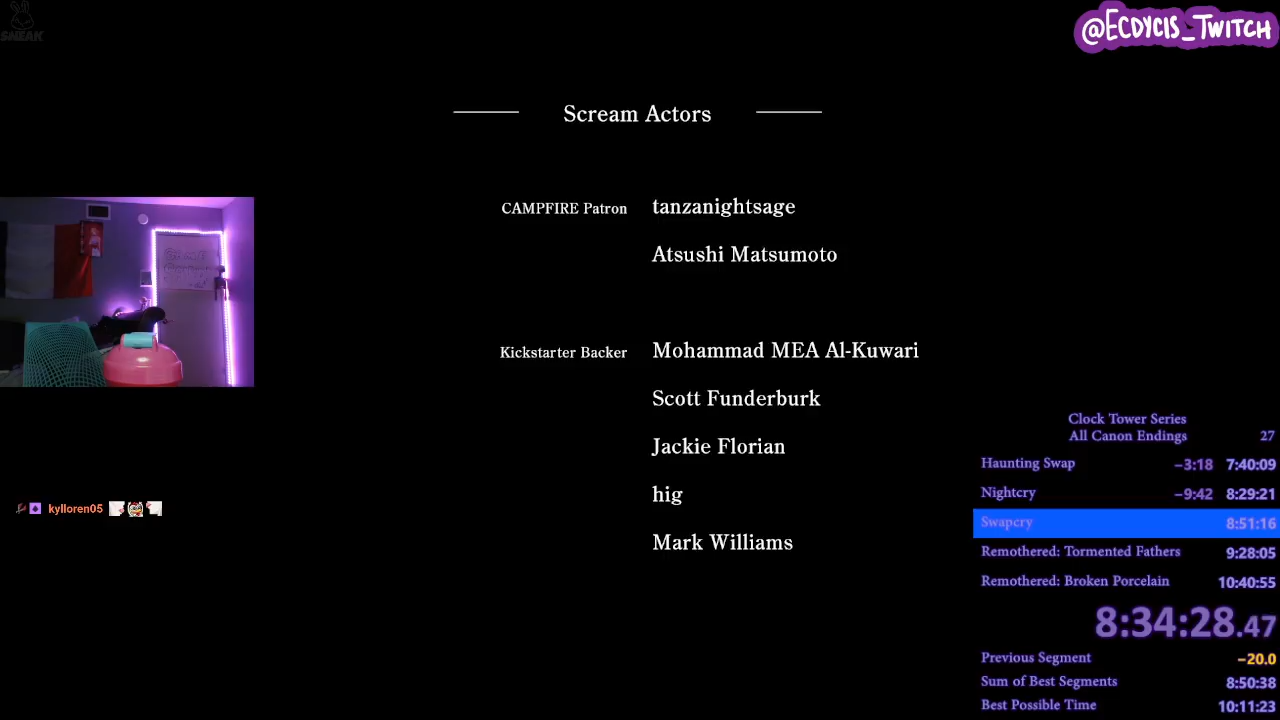 SNEAK
@ECDYCIS_TWITCH
Scream Actors
CAMPFIRE Patron tanzanightsage
Atsushi Matsumoto
Kickstarter Backer Mohammad MEA Al-Kuwari
Scott Funderburk
Jackie Florian
hig
Mark Williams
kylloren05
Clock Tower Series
All Canon Endings 27
Haunting Swap −3:18 7:40:09
Nightcry −9:42 8:29:21
Swapcry 8:51:16
Remothered: Tormented Fathers 9:28:05
Remothered: Broken Porcelain 10:40:55
8:34:28.47
Previous Segment −20.0
Sum of Best Segments 8:50:38
Best Possible Time 10:11:23